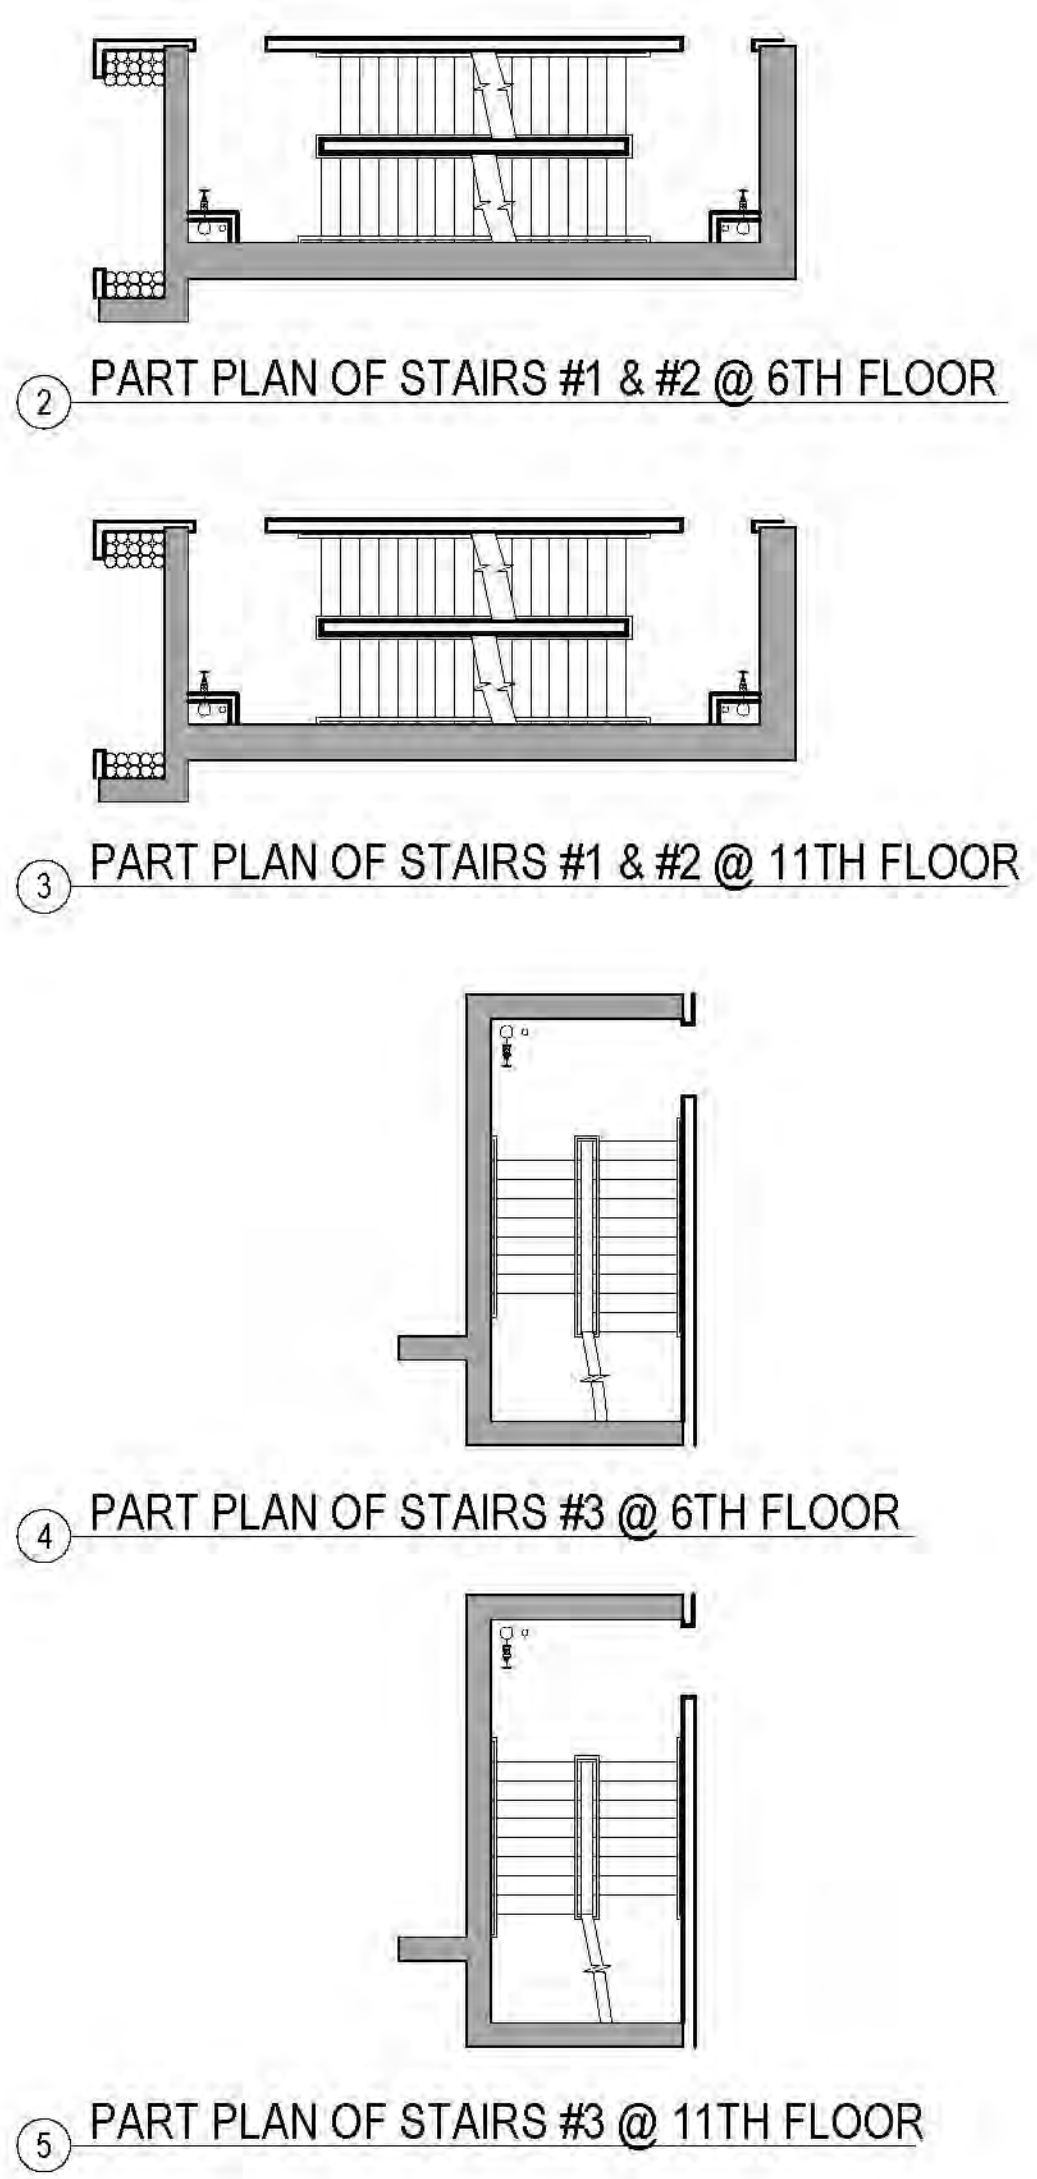 2 PART PLAN OF STAIRS #1 & #2 @ 6TH FLOOR
3 PART PLAN OF STAIRS #1 & #2 @ 11TH FLOOR
4 PART PLAN OF STAIRS #3 @ 6TH FLOOR
5 PART PLAN OF STAIRS #3 @ 11TH FLOOR